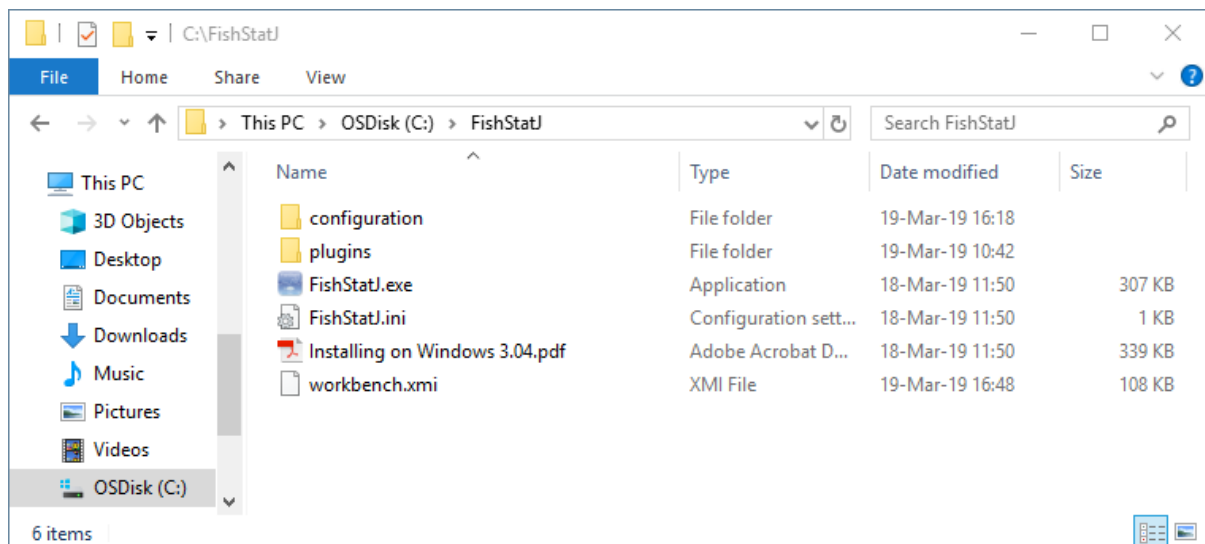 C:\FishStatJ
File Home Share View
This PC > OSDisk (C:) > FishStatJ Search FishStatJ
Name Type Date modified Size
This PC
3D Objects
Desktop
Documents
Downloads
Music
Pictures
Videos
OSDisk (C:)
configuration File folder 19-Mar-19 16:18
plugins File folder 19-Mar-19 10:42
FishStatJ.exe Application 18-Mar-19 11:50 307 KB
FishStatJ.ini Configuration sett... 18-Mar-19 11:50 1 KB
Installing on Windows 3.04.pdf Adobe Acrobat D... 18-Mar-19 11:50 339 KB
workbench.xmi XMI File 19-Mar-19 16:48 108 KB
6 items